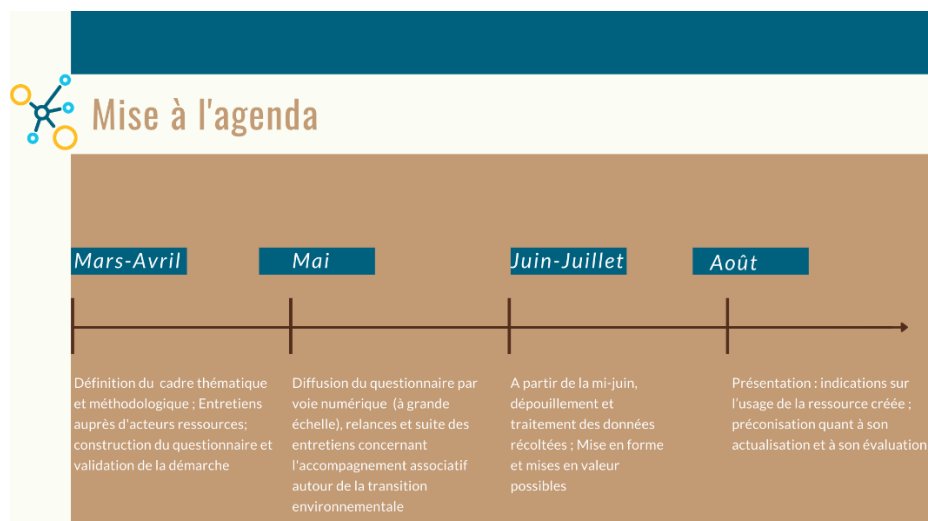 Mise à l'agenda
Mars-Avril
Mai
Juin-Juillet
Août
Définition du cadre thématique
et méthodologique ; Entretiens
auprès d'acteurs ressources;
construction du questionnaire et
validation de la démarche
Diffusion du questionnaire par
voie numérique (à grande
échelle), relances et suite des
entretiens concernant
l'accompagnement associatif
autour de la transition
environnementale
A partir de la mi-juin,
dépouillement et
traitement des données
récoltées ; Mise en forme
et mises en valeur
possibles
Présentation : indications sur
l'usage de la ressource créée ;
préconisation quant à son
actualisation et à son évaluation